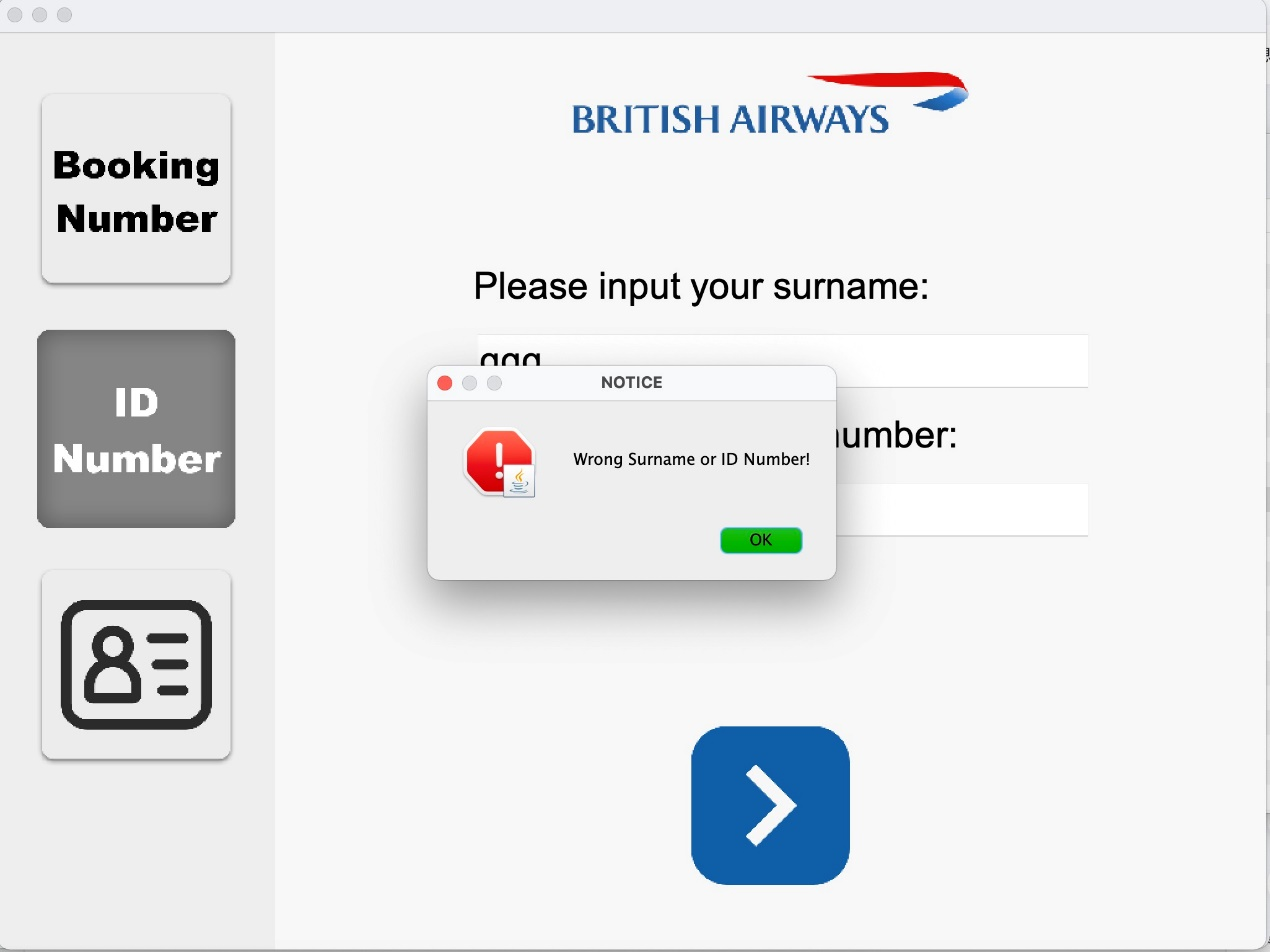 Booking
Number
ID
Number
BRITISH AIRWAYS
Please input your surname:
number:
NOTICE
Wrong Surname or ID Number!
OK